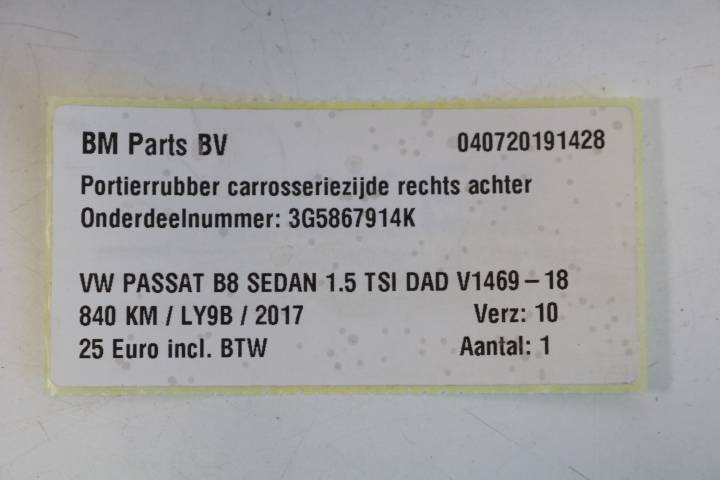 BM Parts BV 040720191428
Portierrubber carrosseriezijde rechts achter
Onderdeelnummer: 3G5867914K
VW PASSAT B8 SEDAN 1.5 TSI DAD V1469 – 18
840 KM / LY9B / 2017 Verz: 10
25 Euro incl. BTW Aantal: 1